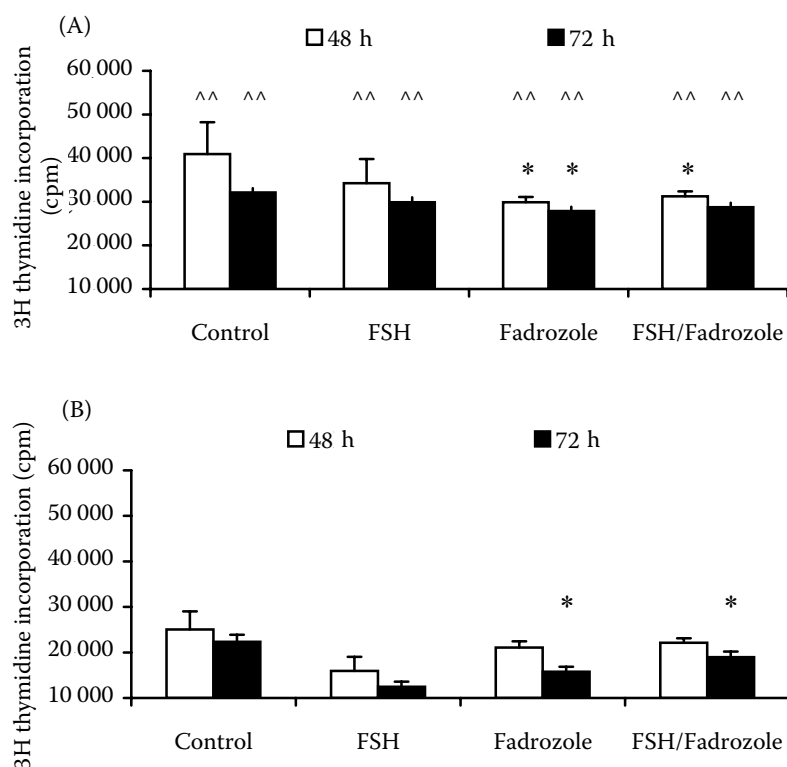 (A)
48 h 72 h
3H thymidine incorporation
(cpm)
60 000
50 000
40 000
30 000
20 000
10 000
^^ ^^ ^^ ^^ ^^ ^^ ^^ ^^
* * *
Control FSH Fadrozole FSH/Fadrozole
(B)
48 h 72 h
3H thymidine incorporation (cpm)
60 000
50 000
40 000
30 000
20 000
10 000
* *
Control FSH Fadrozole FSH/Fadrozole